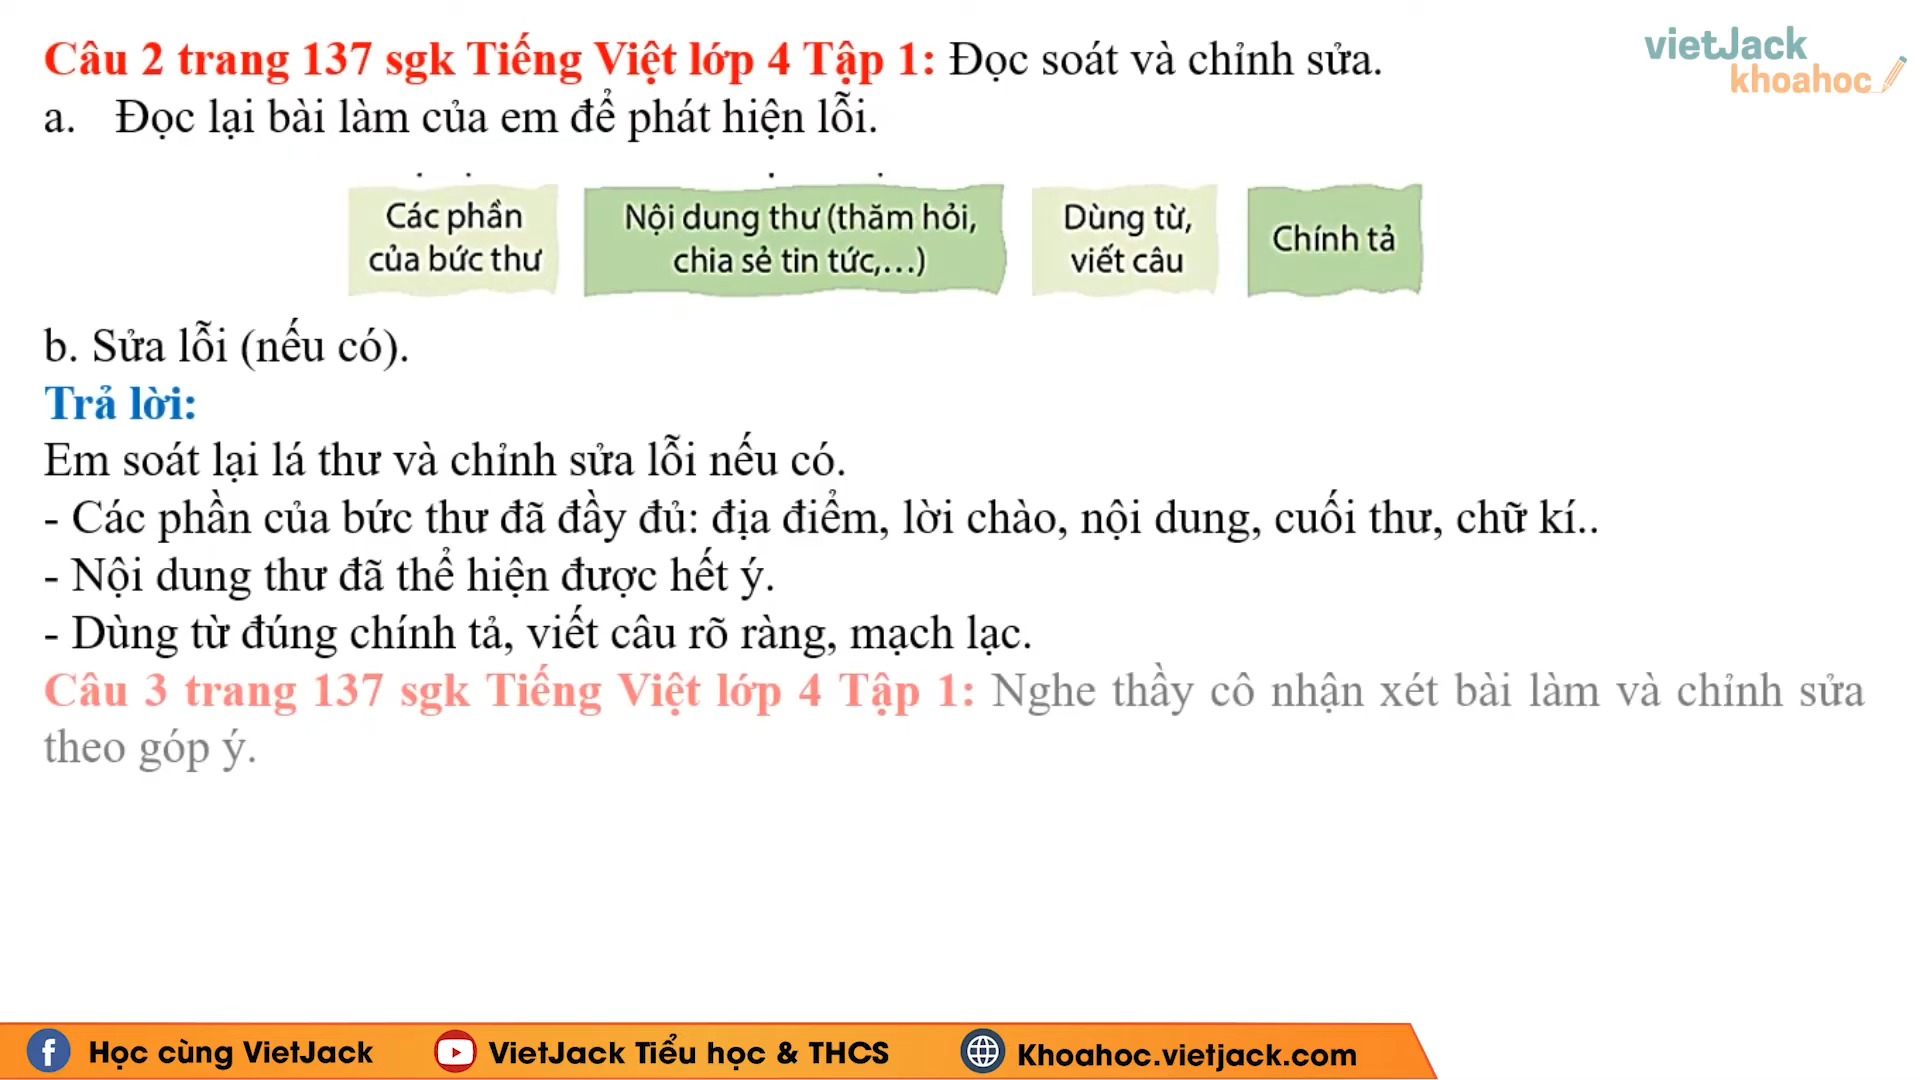 Câu 2 trang 137 sgk Tiếng Việt lớp 4 Tập 1: Đọc soát và chỉnh sửa.
vietJack
khoahoc
a. Đọc lại bài làm của em để phát hiện lỗi.
Các phần
của bức thư
Nội dung thư (thăm hỏi,
chia sẻ tin tức,...)
Dùng từ,
viết câu
Chính tả
b. Sửa lỗi (nếu có).
Trả lời:
Em soát lại lá thư và chỉnh sửa lỗi nếu có.
- Các phần của bức thư đã đầy đủ: địa điểm, lời chào, nội dung, cuối thư, chữ kí..
- Nội dung thư đã thể hiện được hết ý.
- Dùng từ đúng chính tả, viết câu rõ ràng, mạch lạc.
Câu 3 trang 137 sgk Tiếng Việt lớp 4 Tập 1: Nghe thầy cô nhận xét bài làm và chỉnh sửa
theo góp ý.
Học cùng VietJack
VietJack Tiểu học & THCS
Khoahoc.vietjack.com